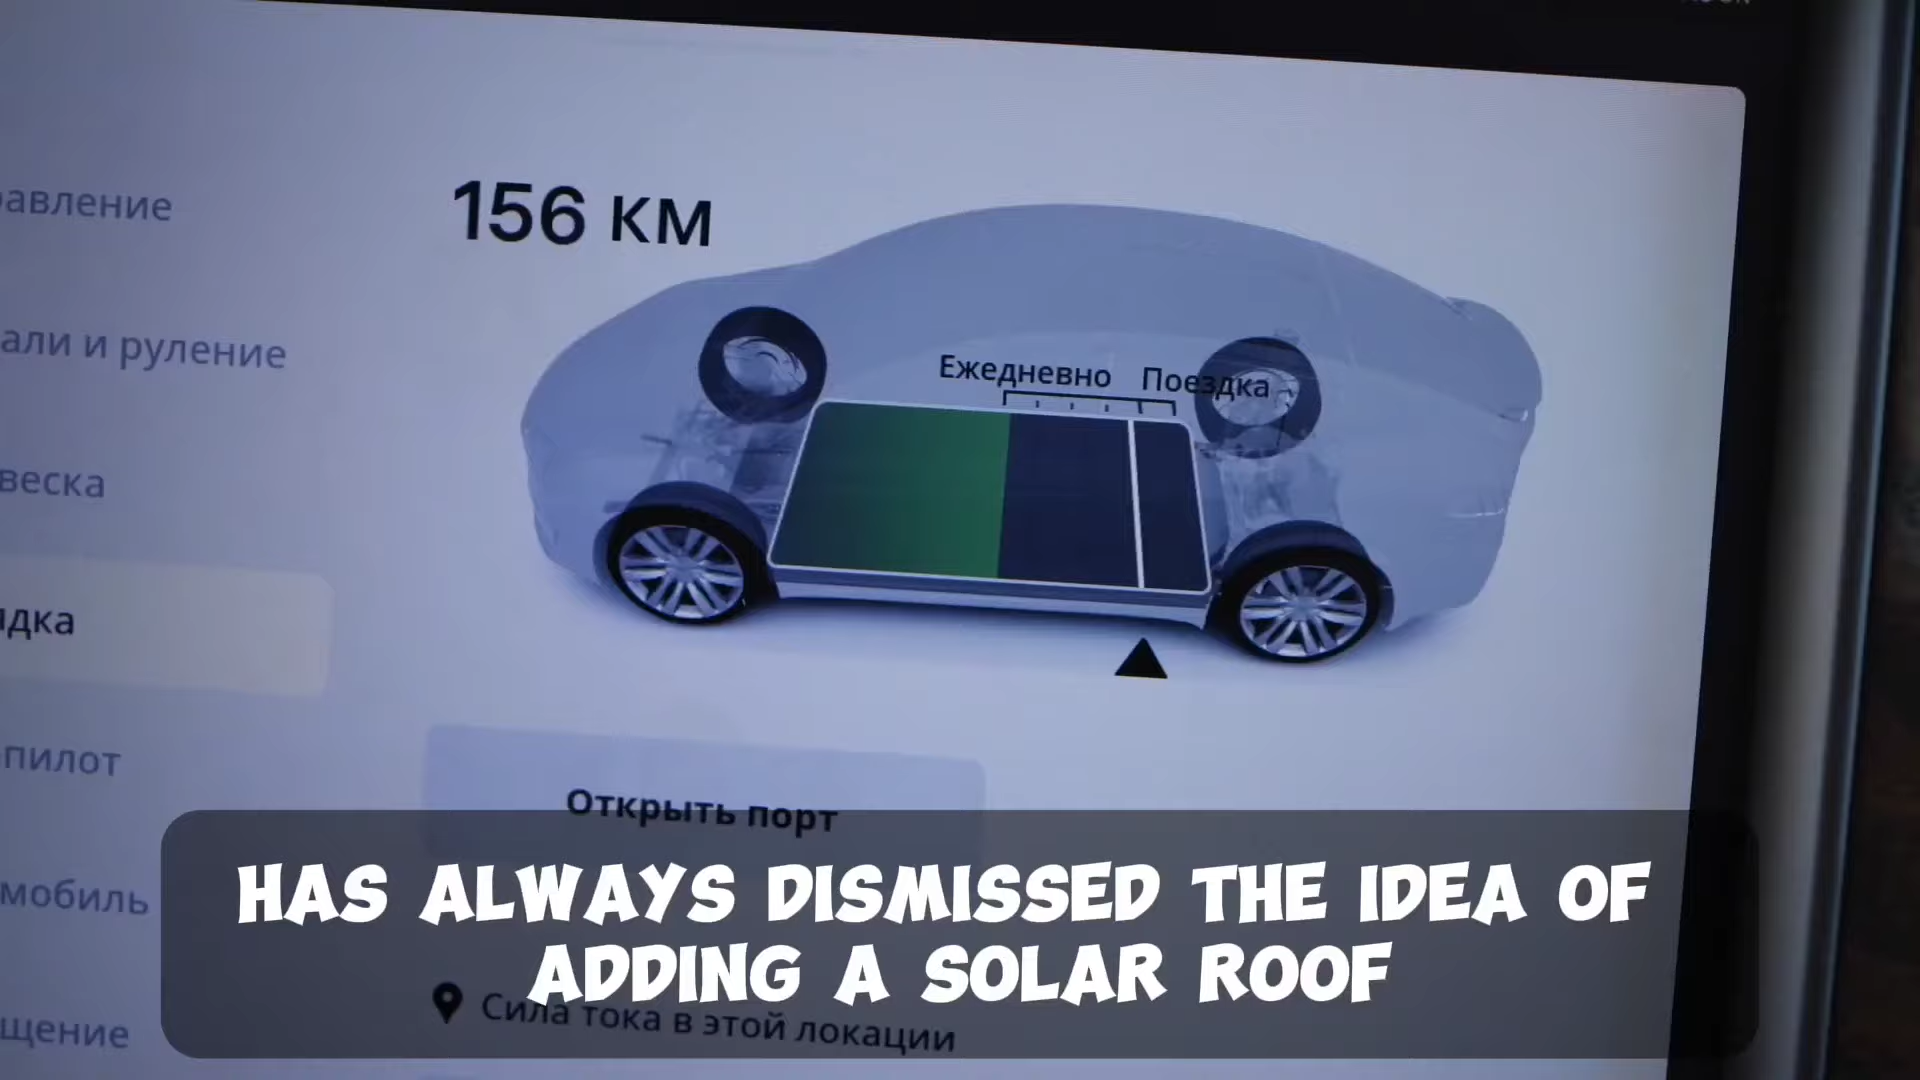 156 км
равление
али и руление
Ежедневно Поездка
веска
ядка
пилот
Открыть порт
мобиль
HAS ALWAYS DISMISSED THE IDEA OF
ADDING A SOLAR ROOF
Сила тока в этой локации
щение